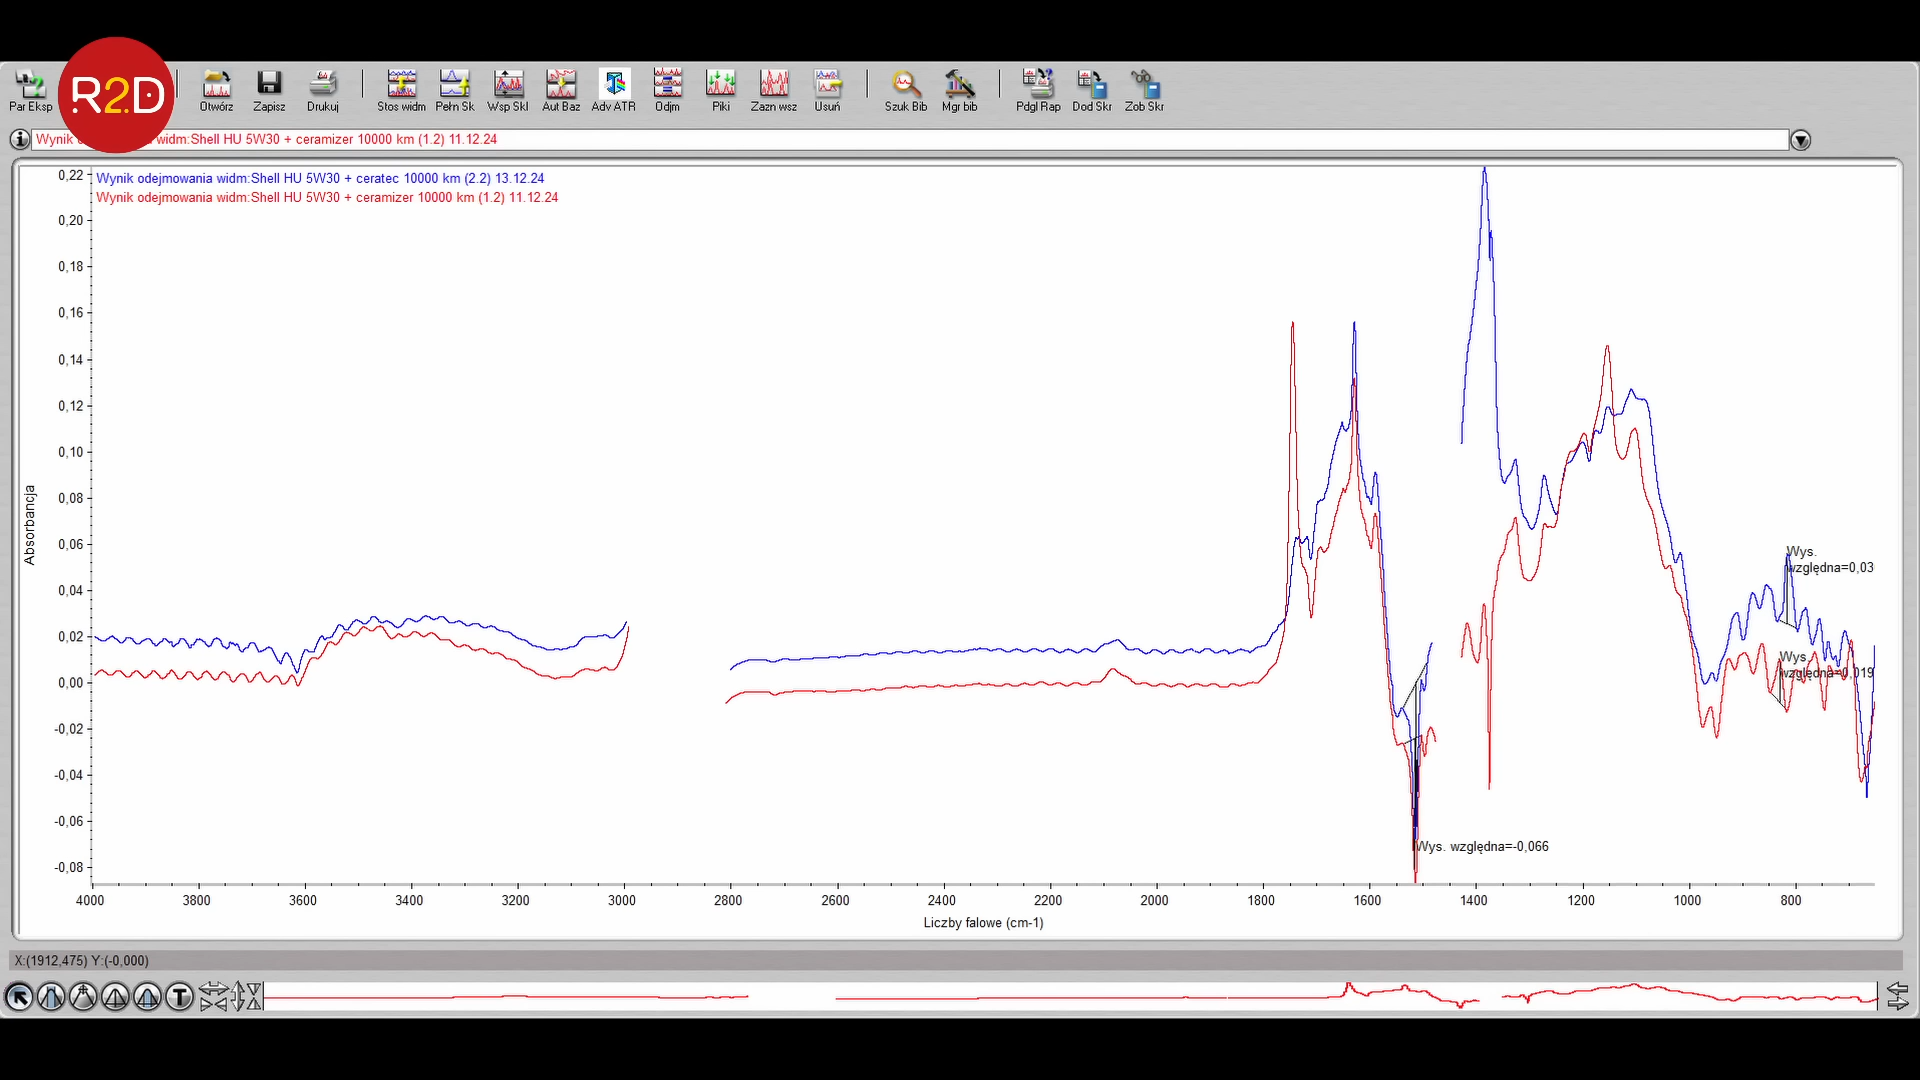 R2D
Par Eksp
Otwórz
Zapisz
Drukuj
Stos widm
Pełn Sk
Wsp Skl
Aut Baz
Adv ATR
Odjm
Piki
Zazn wsz
Usuń
Szuk Bib
Mgr bib
Pdgl Rap
Dod Skr
Zob Skr
Wynik widm:Shell HU 5W30 + ceramizer 10000 km (1.2) 11.12.24
Wynik odejmowania widm:Shell HU 5W30 + ceratec 10000 km (2.2) 13.12.24
Wynik odejmowania widm:Shell HU 5W30 + ceramizer 10000 km (1.2) 11.12.24
0,22
0,20
0,18
0,16
0,14
0,12
0,10
0,08
0,06
0,04
0,02
0,00
-0,02
-0,04
-0,06
-0,08
Absorbancja
Wys.
względna=0,03
Wys.
względna=0,019
Wys. względna=-0,066
4000 3800 3600 3400 3200 3000 2800 2600 2400 2200 2000 1800 1600 1400 1200 1000 800
Liczby falowe (cm-1)
X:(1912,475) Y:(-0,000)
T